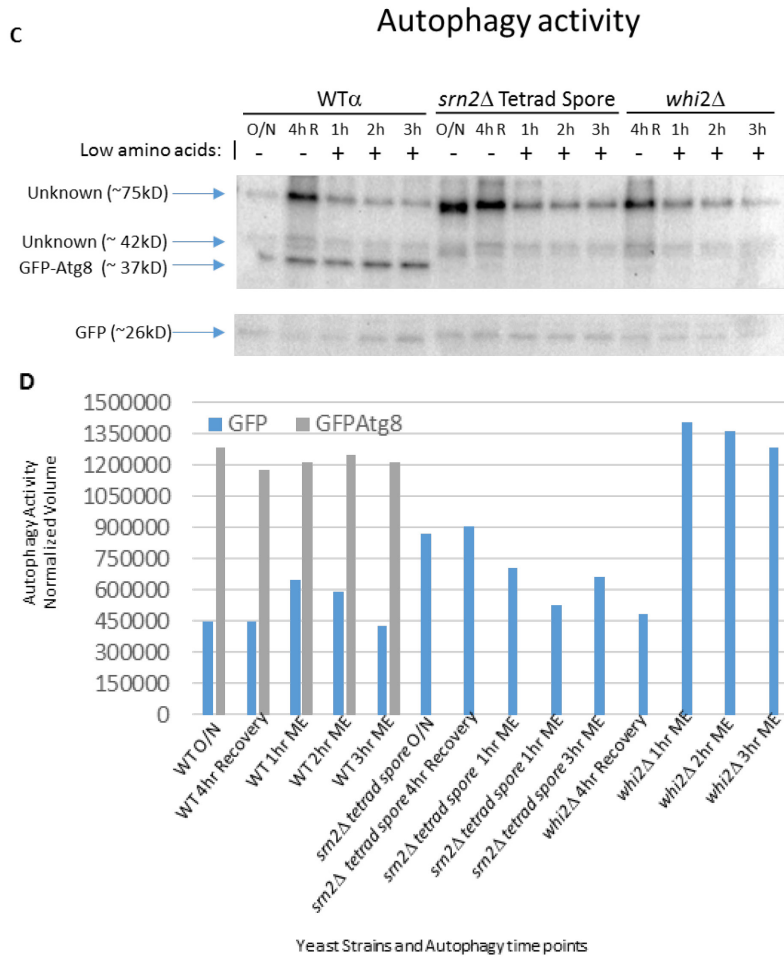 Autophagy activity
C
WTα srn2Δ Tetrad Spore whi2Δ
O/N 4h R 1h 2h 3h O/N 4h R 1h 2h 3h 4h R 1h 2h 3h
Low amino acids: - - + + + - - + + + - + + +
Unknown (~75kD)
Unknown (~ 42kD)
GFP-Atg8 (~ 37kD)
GFP (~26kD)
D
GFP GFPAtg8
1500000
1350000
1200000
1050000
900000
750000
600000
450000
300000
150000
0
Autophagy Activity
Normalized Volume
WT O/N
WT 4hr Recovery
WT 1hr ME
WT 2hr ME
WT 3hr ME
srn2Δ tetrad spore O/N
srn2Δ tetrad spore 4hr Recovery
srn2Δ tetrad spore 1hr ME
srn2Δ tetrad spore 1hr ME
srn2Δ tetrad spore 3hr ME
whi2Δ 4hr Recovery
whi2Δ 1hr ME
whi2Δ 2hr ME
whi2Δ 3hr ME
Yeast Strains and Autophagy time points